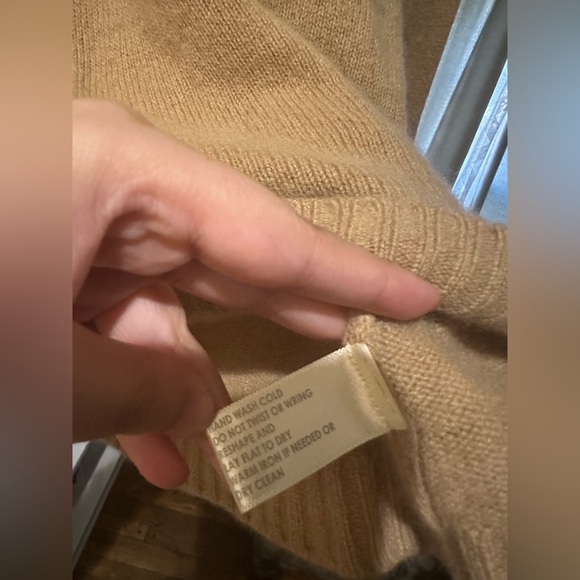 HAND WASH COLD
DO NOT TWIST OR WRING
RESHAPE AND
LAY FLAT TO DRY
WARM IRON IF NEEDED OR
DRY CLEAN